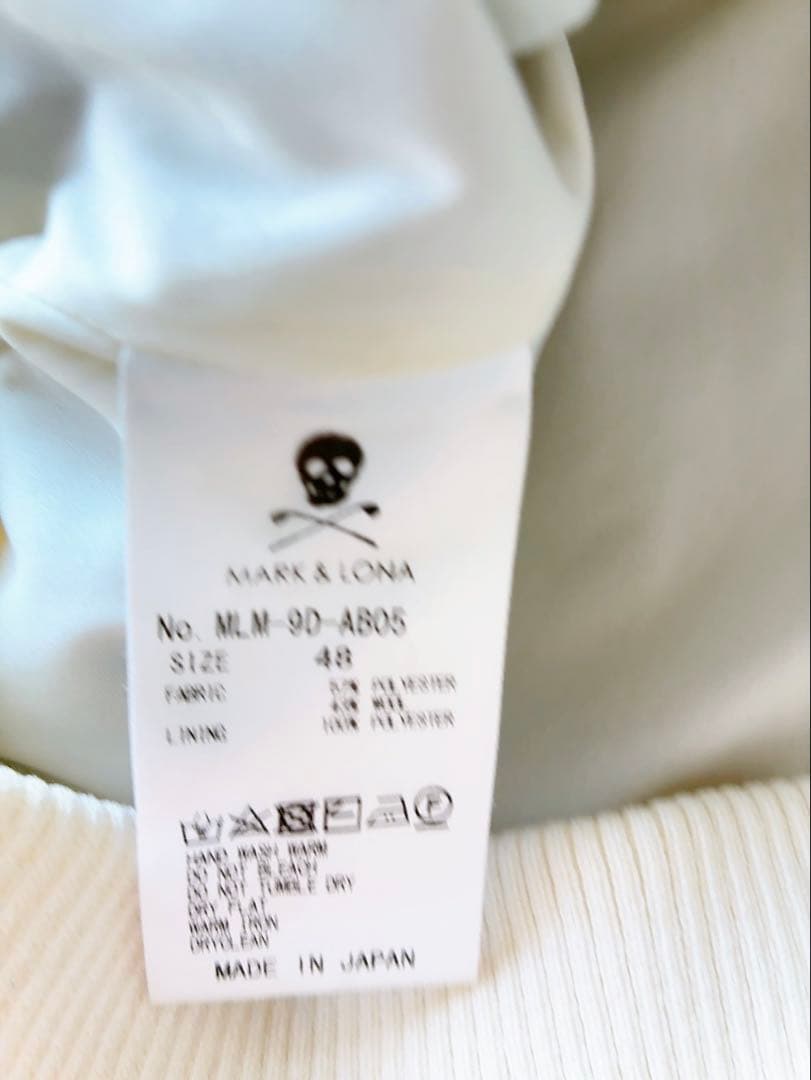 MARK & LONA
No. MLM-9D-AB05
SIZE 48
FABRIC POLYESTER
LINING 100% POLYESTER
HAND WASH WARM
DO NOT BLEACH
DO NOT TUMBLE DRY
DRY FLAT
WARM IRON
DRYCLEAN
MADE IN JAPAN